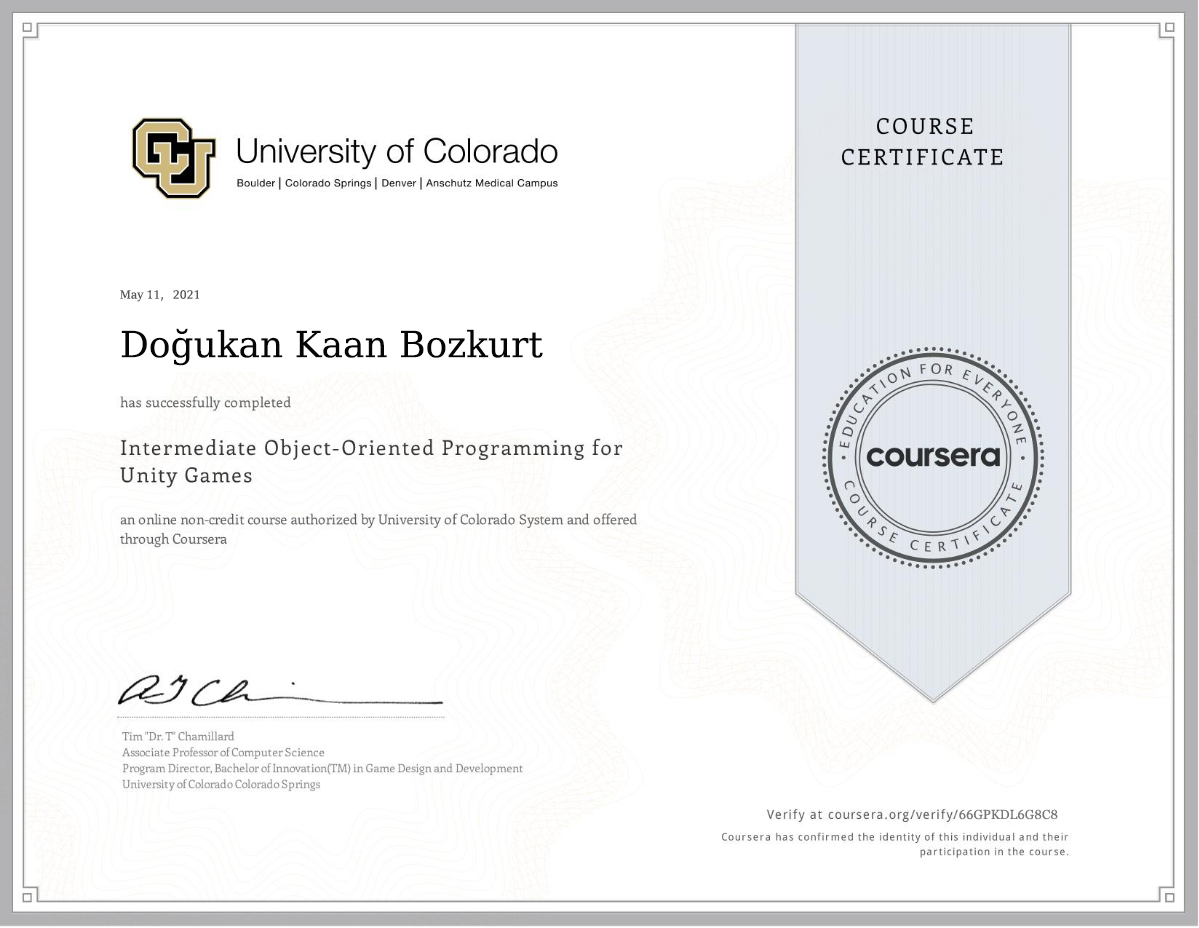 CU
University of Colorado
Boulder | Colorado Springs | Denver | Anschutz Medical Campus
COURSE
CERTIFICATE
May 11, 2021
Doğukan Kaan Bozkurt
has successfully completed
Intermediate Object-Oriented Programming for
Unity Games
an online non-credit course authorized by University of Colorado System and offered
through Coursera
EDUCATION FOR EVERYONE
coursera
COURSE CERTIFICATE
Tim "Dr. T" Chamillard
Associate Professor of Computer Science
Program Director, Bachelor of Innovation(TM) in Game Design and Development
University of Colorado Colorado Springs
Verify at coursera.org/verify/66GPKDL6G8C8
Coursera has confirmed the identity of this individual and their
participation in the course.